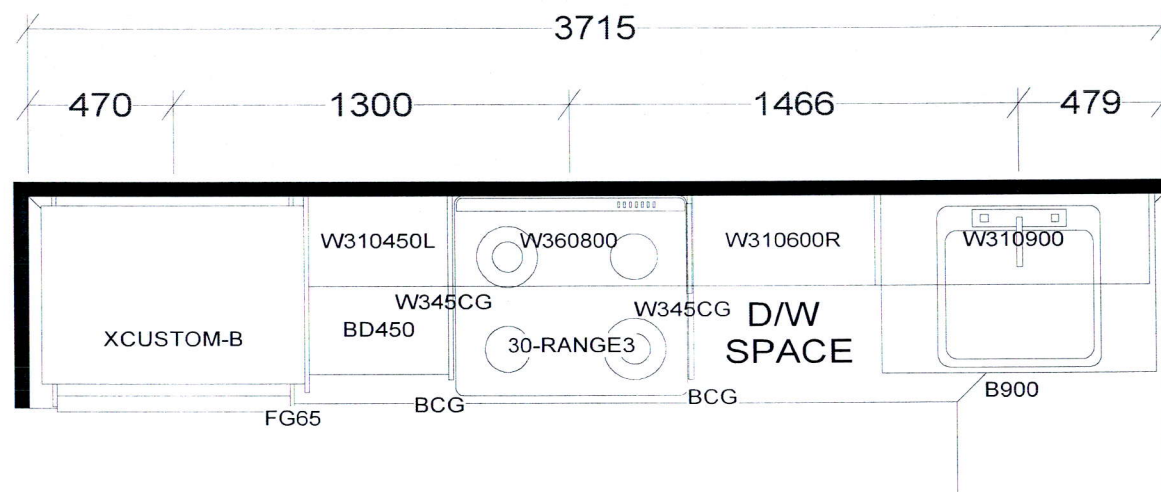 3715
470 1300 1466 479
W310450L W360800 W310600R W310900
W345CG W345CG D/W
XCUSTOM-B BD450 30-RANGE3 SPACE
FG65 BCG BCG B900